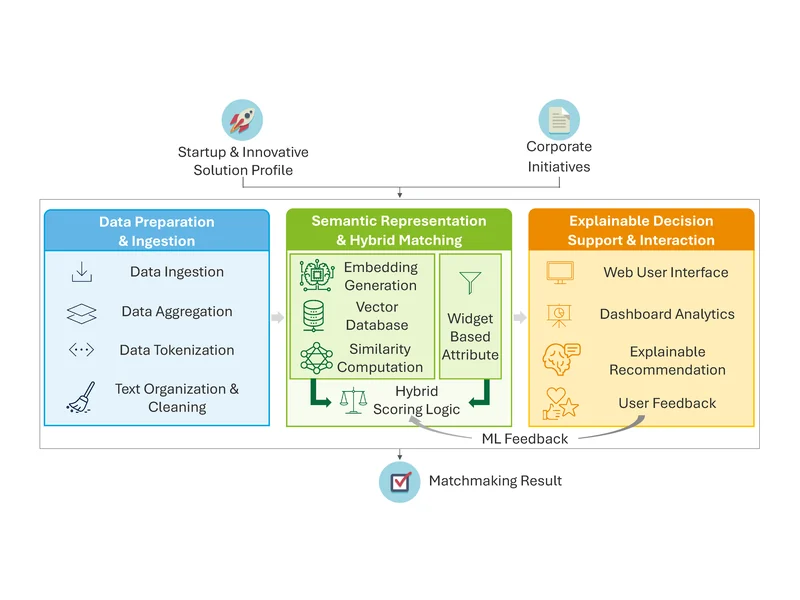 Startup & Innovative
Solution Profile
Corporate
Initiatives
Data Preparation
& Ingestion
Data Ingestion
Data Aggregation
Data Tokenization
Text Organization &
Cleaning
Semantic Representation
& Hybrid Matching
Embedding
Generation
Vector
Database
Similarity
Computation
Widget
Based
Attribute
Hybrid
Scoring Logic
Explainable Decision
Support & Interaction
Web User Interface
Dashboard Analytics
Explainable
Recommendation
User Feedback
ML Feedback
Matchmaking Result